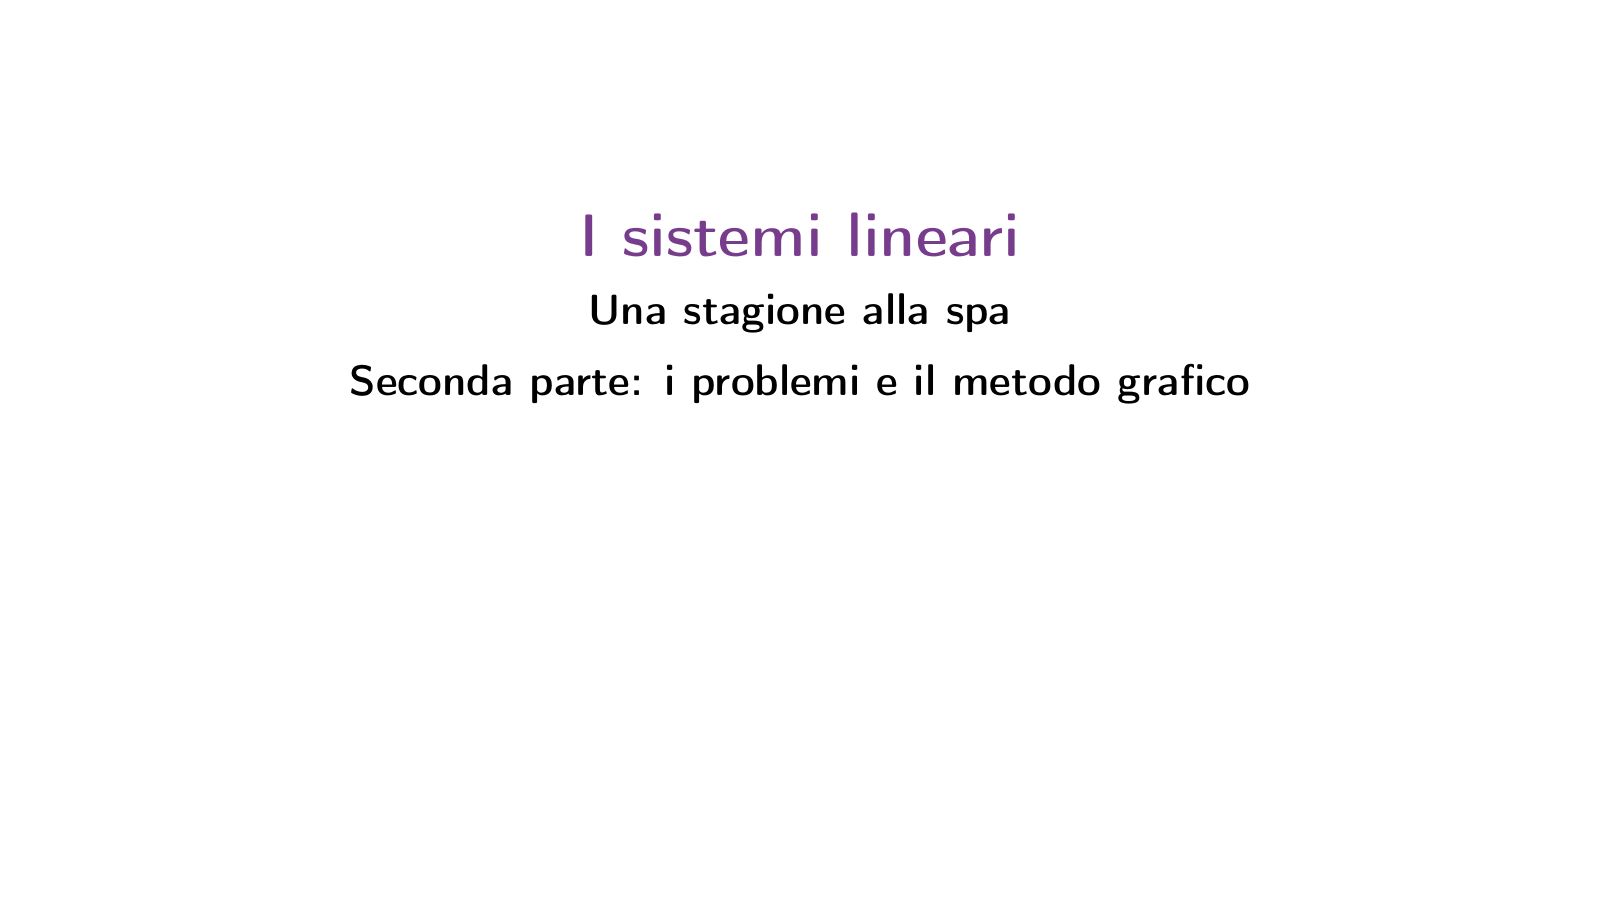 I sistemi lineari
Una stagione alla spa
Seconda parte: i problemi e il metodo grafico